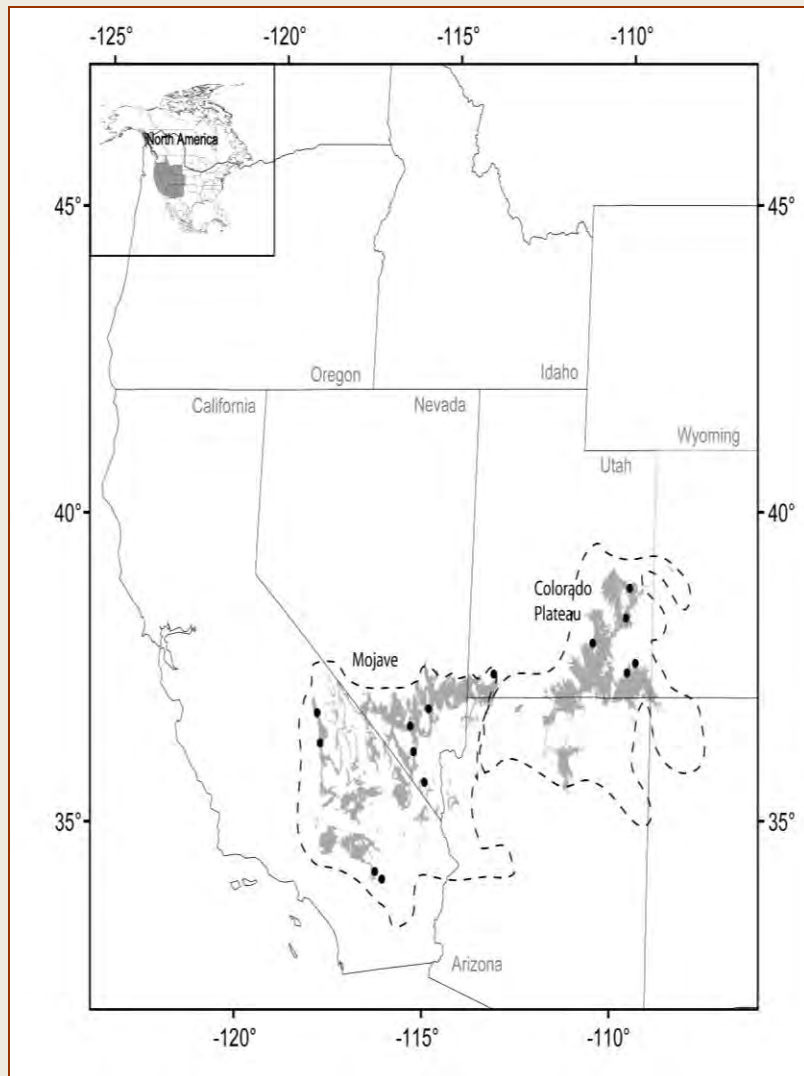 -125° -120° -115° -110°
North America
45° 45°
Oregon Idaho
California Nevada Wyoming
Utah
40° 40°
Colorado
Plateau
Mojave
35° 35°
Arizona
-120° -115° -110°